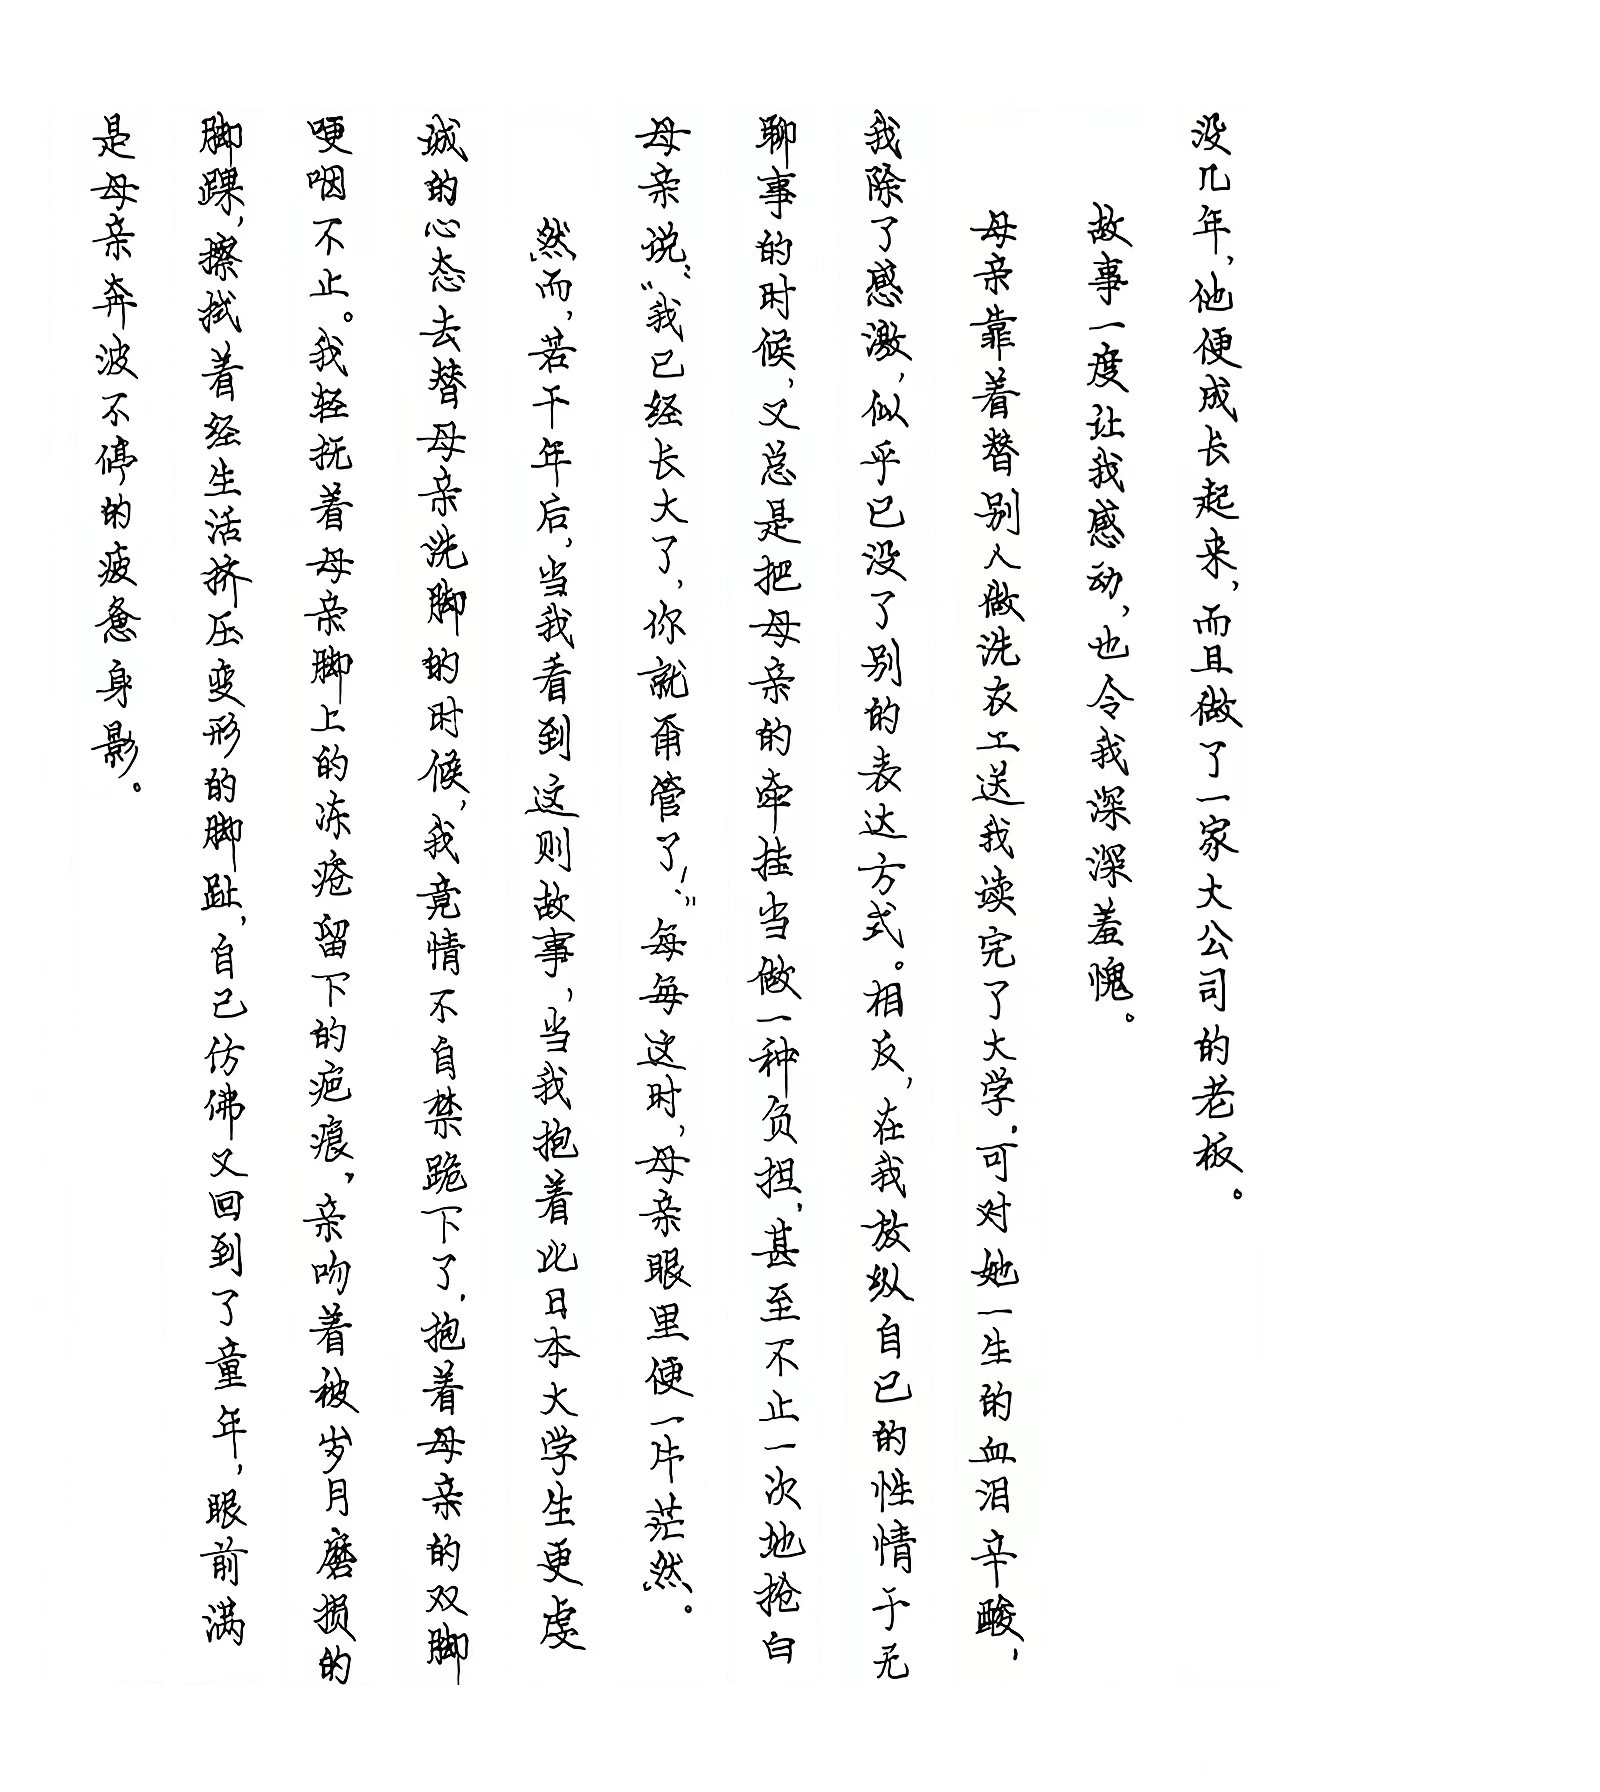 没几年，他便成长起来，而且做了一家大公司的老板。
故事一度让我感动，也令我深深羞愧。
母亲靠着替别人做洗衣工送我读完了大学.可对她一生的血泪辛酸，
我除了感激，似乎已没了别的表达方式。相反，在我放纵自己的性情于无
聊事的时候，又总是把母亲的牵挂当做一种负担，甚至不止一次地抢白
母亲说：“我已经长大了，你就甭管了！”每每这时，母亲眼里便一片茫然。
然而，若干年后，当我看到这则故事，当我抱着比日本大学生更虔
诚的心态去替母亲洗脚的时候，我竟情不自禁跪下了.抱着母亲的双脚
哽咽不止。我轻抚着母亲脚上的冻疮留下的疤痕，亲吻着被岁月磨损的
脚踝，擦拭着经生活挤压变形的脚趾，自己仿佛又回到了童年，眼前满
是母亲奔波不停的疲惫身影。